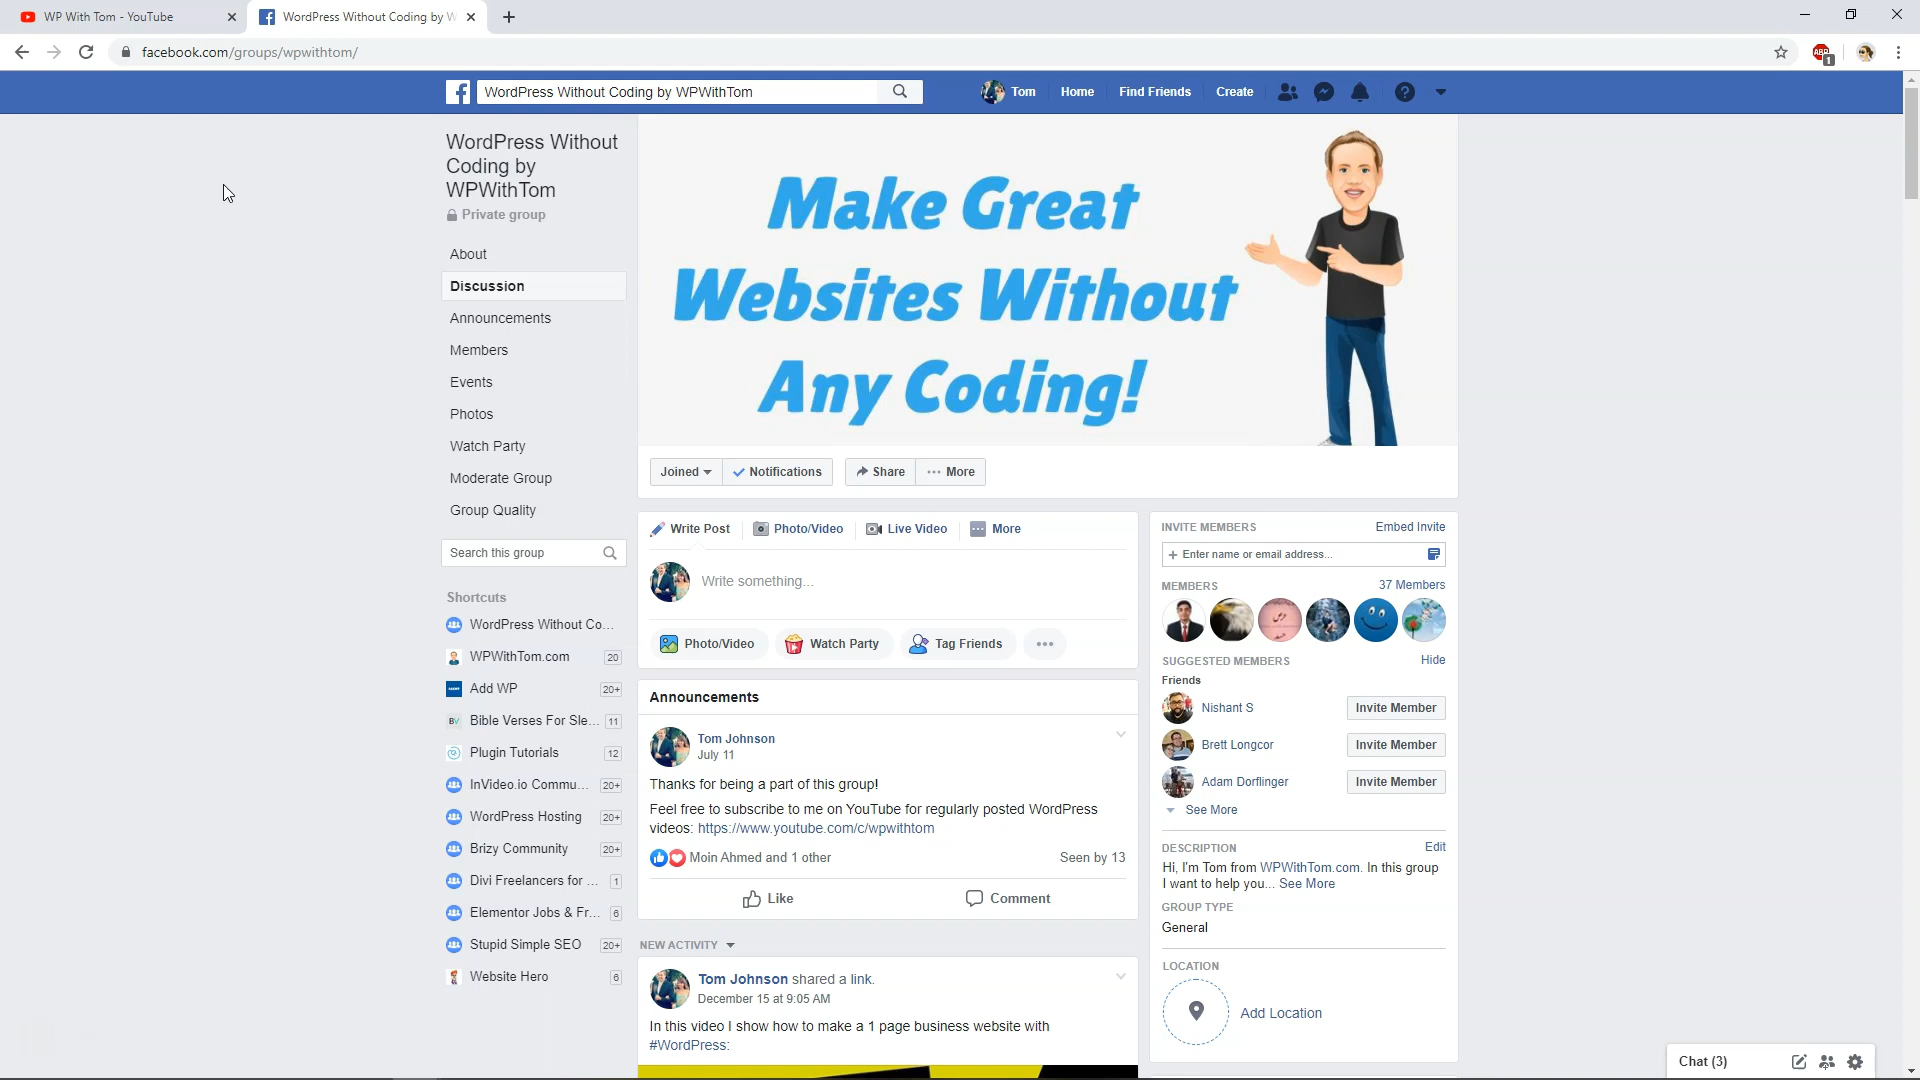 WP With Tom - YouTube
WordPress Without Coding by W
facebook.com/groups/wpwithtom/
ABP
1
WordPress Without Coding by WPWithTom
Tom
Home
Find Friends
Create
WordPress Without
Coding by
WPWithTom
Private group
About
Discussion
Announcements
Members
Events
Photos
Watch Party
Moderate Group
Group Quality
Search this group
Shortcuts
WordPress Without Co...
WPWithTom.com 20
Add WP 20+
Bible Verses For Sle... 11
Plugin Tutorials 12
InVideo.io Commu... 20+
WordPress Hosting 20+
Brizy Community 20+
Divi Freelancers for ... 1
Elementor Jobs & Fr... 6
Stupid Simple SEO 20+
Website Hero 6
Make Great
Websites Without
Any Coding!
Joined
Notifications
Share
More
Write Post
Photo/Video
Live Video
More
Write something...
Photo/Video
Watch Party
Tag Friends
Announcements
Tom Johnson
July 11
Thanks for being a part of this group!
Feel free to subscribe to me on YouTube for regularly posted WordPress
videos: https://www.youtube.com/c/wpwithtom
Moin Ahmed and 1 other
Seen by 13
Like
Comment
NEW ACTIVITY
Tom Johnson shared a link.
December 15 at 9:05 AM
In this video I show how to make a 1 page business website with
#WordPress:
INVITE MEMBERS
Embed Invite
+ Enter name or email address...
MEMBERS
37 Members
SUGGESTED MEMBERS
Hide
Friends
Nishant S
Invite Member
Brett Longcor
Invite Member
Adam Dorflinger
Invite Member
See More
DESCRIPTION
Edit
Hi, I'm Tom from WPWithTom.com. In this group
I want to help you... See More
GROUP TYPE
General
LOCATION
Add Location
Chat (3)